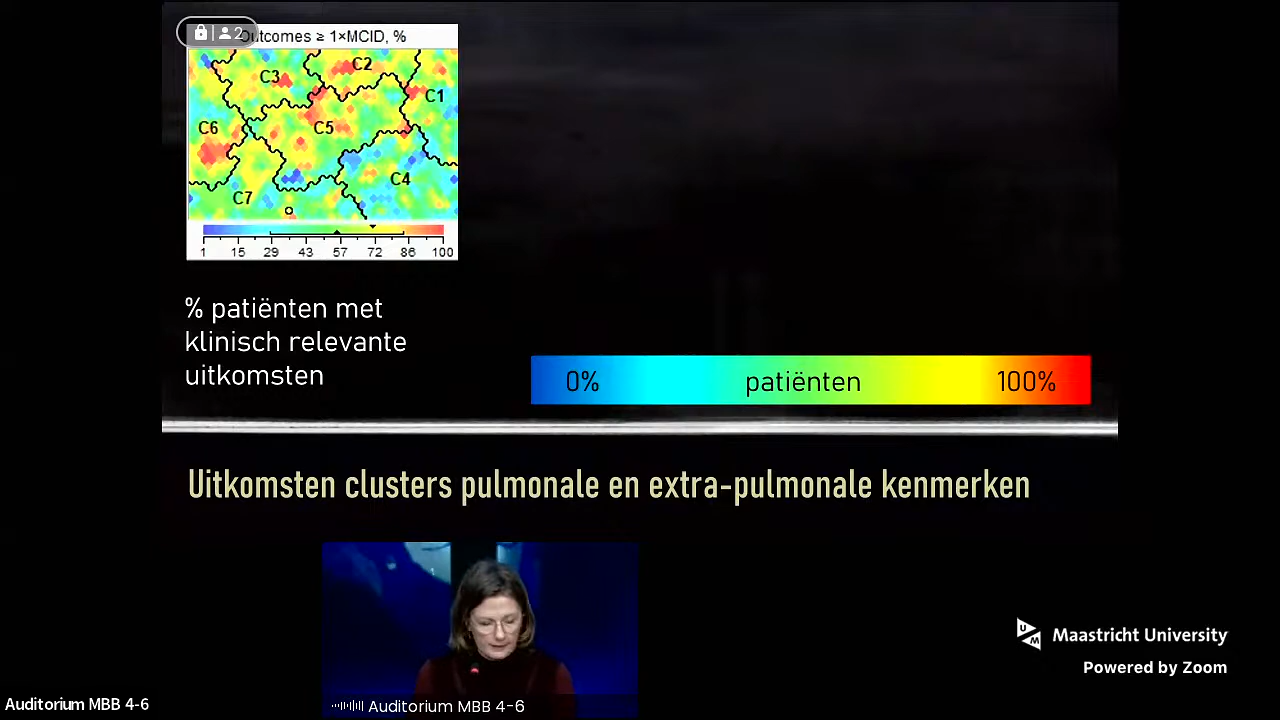 2
Outcomes ≥ 1×MCID, %
C2
C3
C1
C6
C5
C4
C7
1 15 29 43 57 72 86 100
% patiënten met
klinisch relevante
uitkomsten
0% patiënten 100%
Uitkomsten clusters pulmonale en extra-pulmonale kenmerken
UM
Maastricht University
Powered by Zoom
Auditorium MBB 4-6
Auditorium MBB 4-6